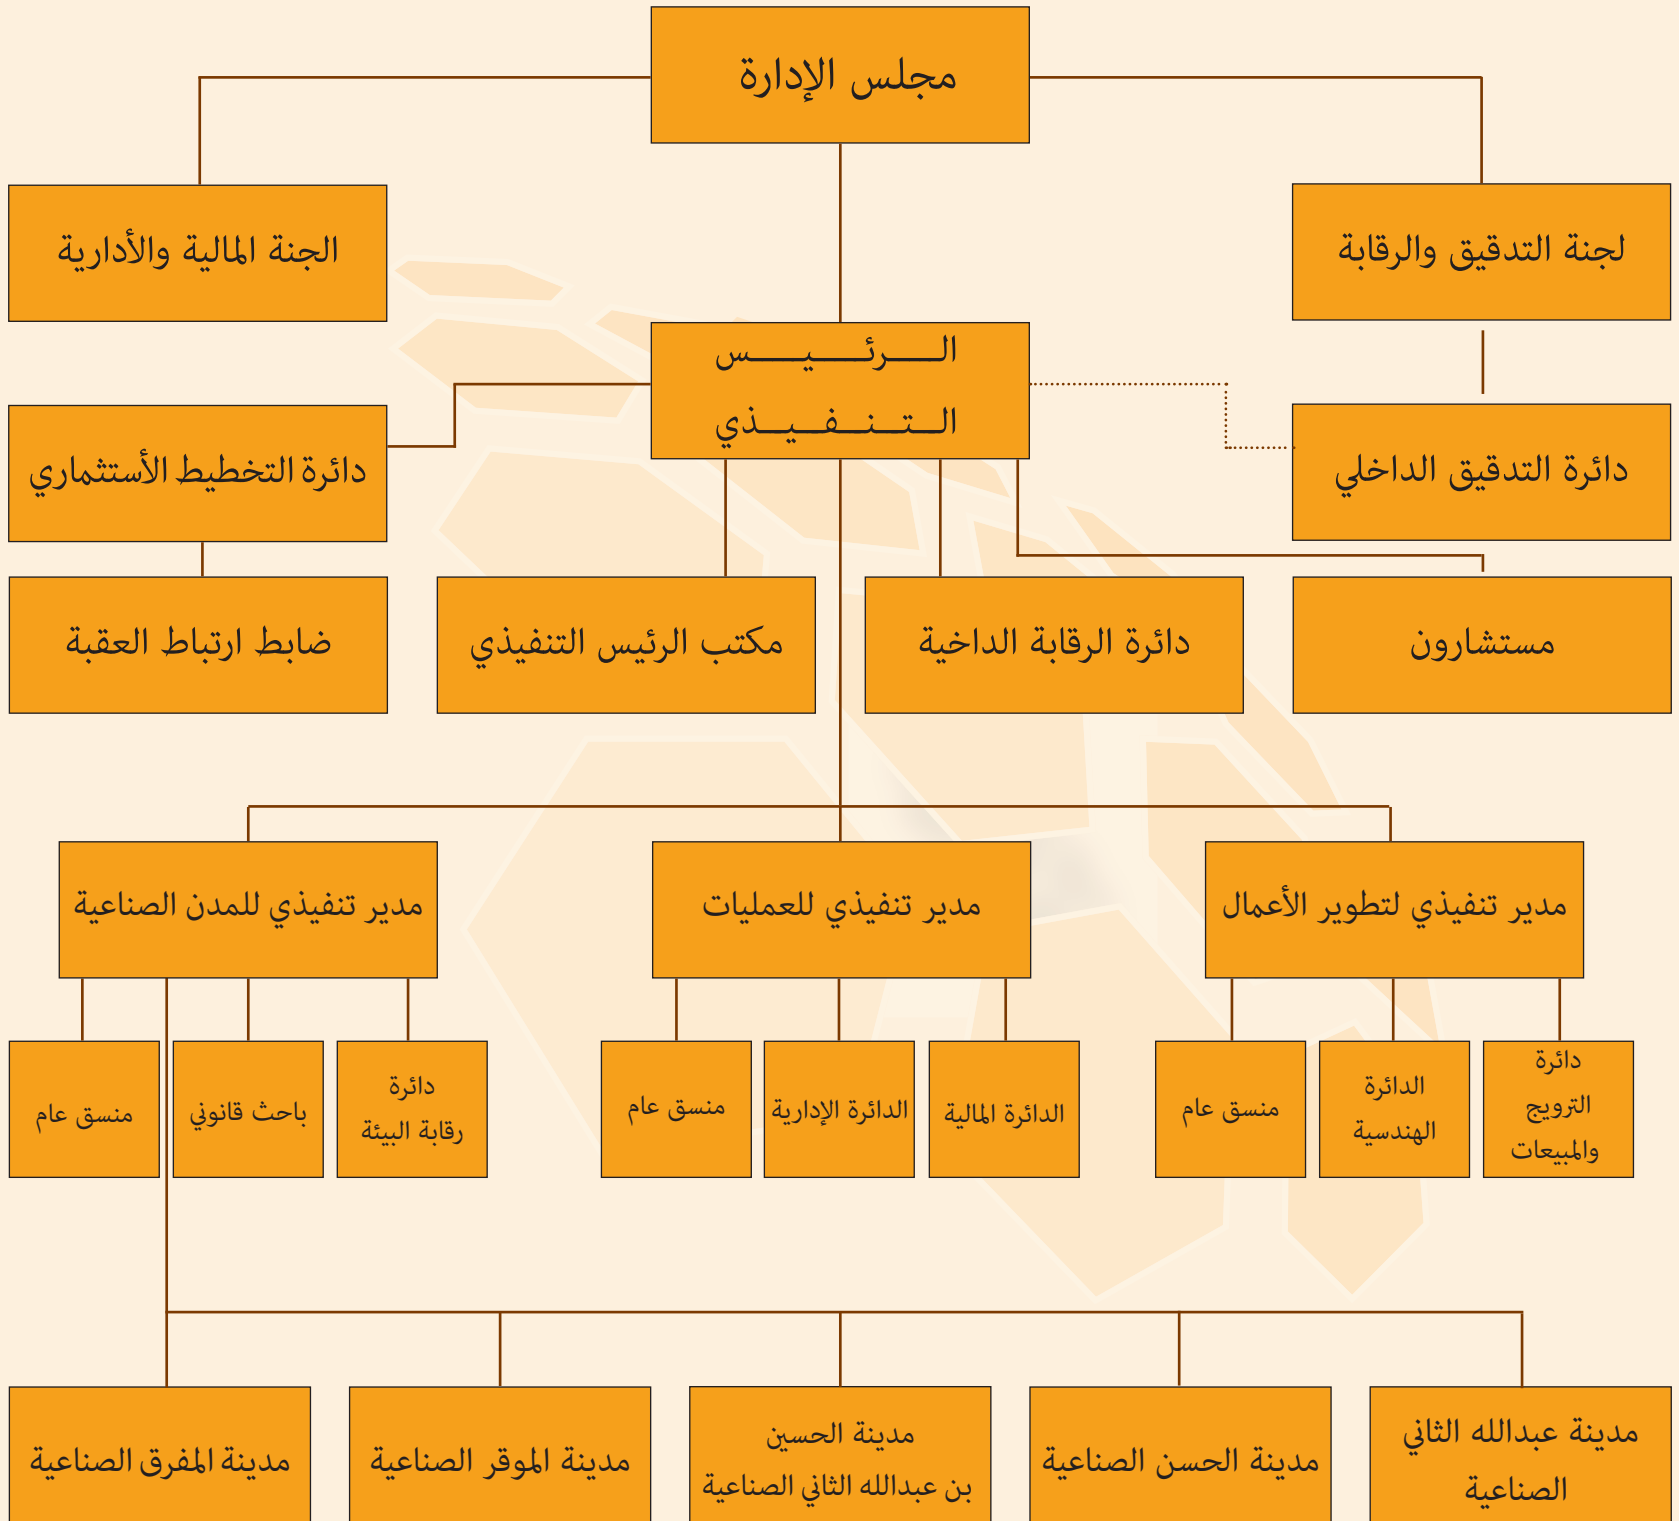 مجلس الإدارة
لجنة التدقيق والرقابة
الجنة المالية والأدارية
الرئيس
التنفيذي
دائرة التدقيق الداخلي
دائرة التخطيط الأستثماري
مستشارون
دائرة الرقابة الداخية
مكتب الرئيس التنفيذي
ضابط ارتباط العقبة
مدير تنفيذي لتطوير الأعمال
مدير تنفيذي للعمليات
مدير تنفيذي للمدن الصناعية
دائرة
الترويج
والمبيعات
الدائرة
الهندسية
منسق عام
الدائرة المالية
الدائرة الإدارية
منسق عام
دائرة
رقابة البيئة
باحث قانوني
منسق عام
مدينة عبدالله الثاني
الصناعية
مدينة الحسن الصناعية
مدينة الحسين
بن عبدالله الثاني الصناعية
مدينة الموقر الصناعية
مدينة المفرق الصناعية